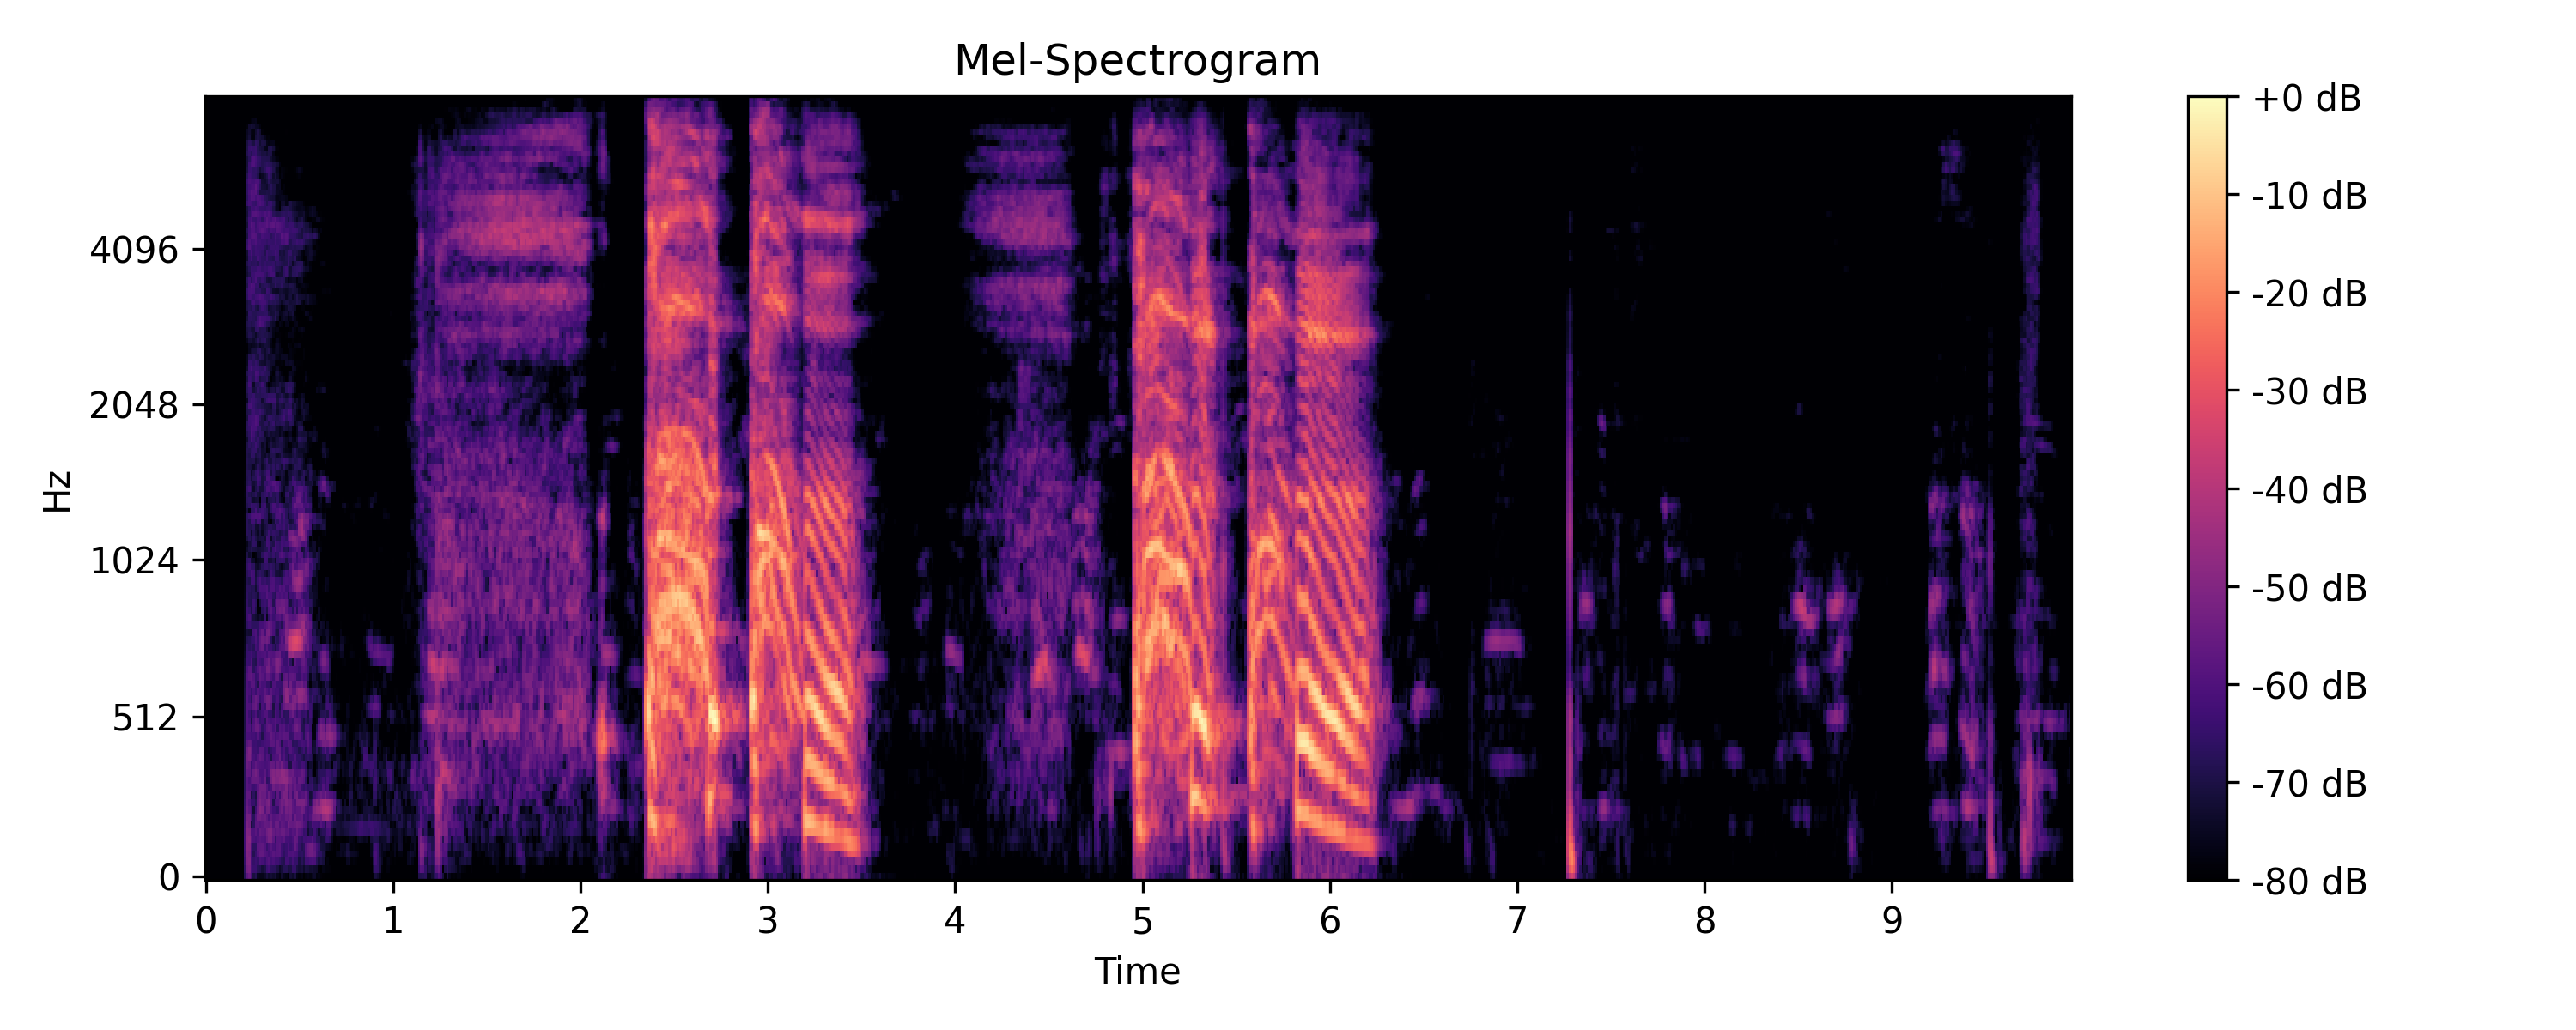 Mel-Spectrogram
+0 dB
-10 dB
-20 dB
-30 dB
-40 dB
-50 dB
-60 dB
-70 dB
-80 dB
4096
2048
1024
512
0
Hz
0 1 2 3 4 5 6 7 8 9
Time